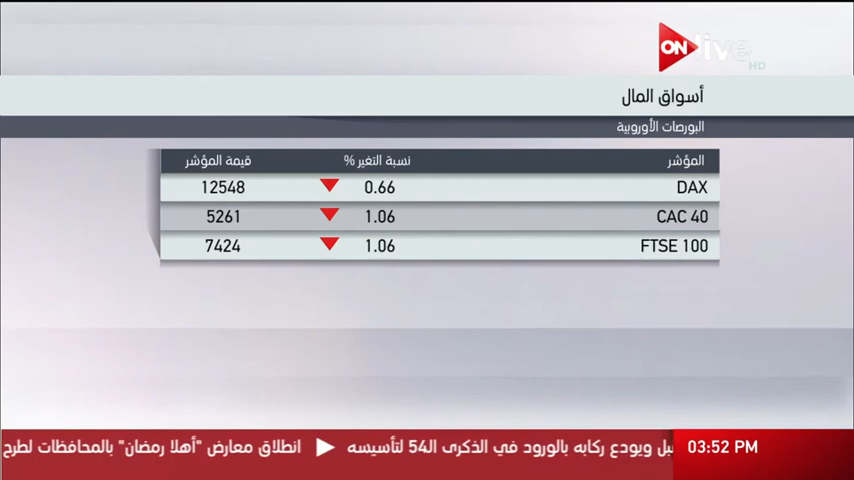 ON live
HD
أسواق المال
البورصات الأوروبية
المؤشر نسبة التغير % قيمة المؤشر
DAX 0.66 12548
CAC 40 1.06 5261
FTSE 100 1.06 7424
ويودع ركابه بالورود في الذكرى الـ54 لتأسيسه انطلاق معارض "أهلا رمضان" بالمحافظات لطرح
03:52 PM